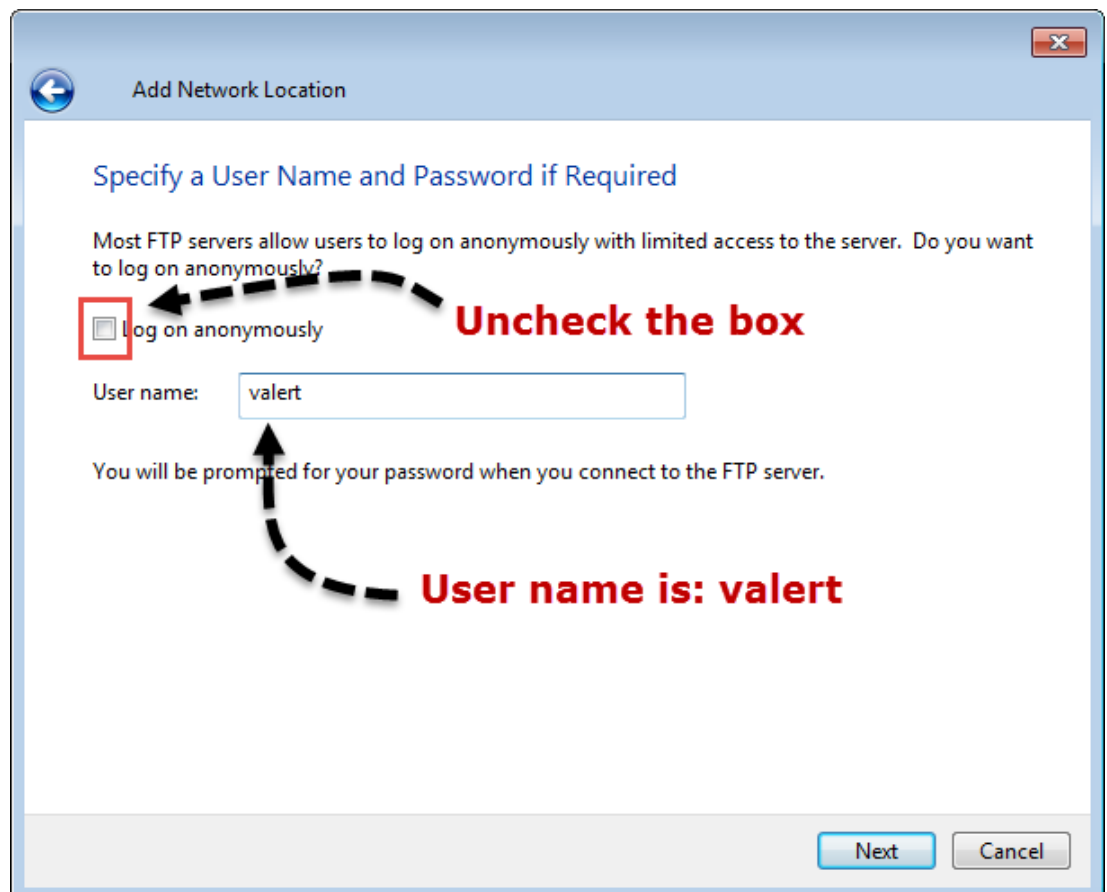 Add Network Location
Specify a User Name and Password if Required
Most FTP servers allow users to log on anonymously with limited access to the server. Do you want
to log on anonymously?
Uncheck the box
Log on anonymously
User name: valert
You will be prompted for your password when you connect to the FTP server.
User name is: valert
Next Cancel